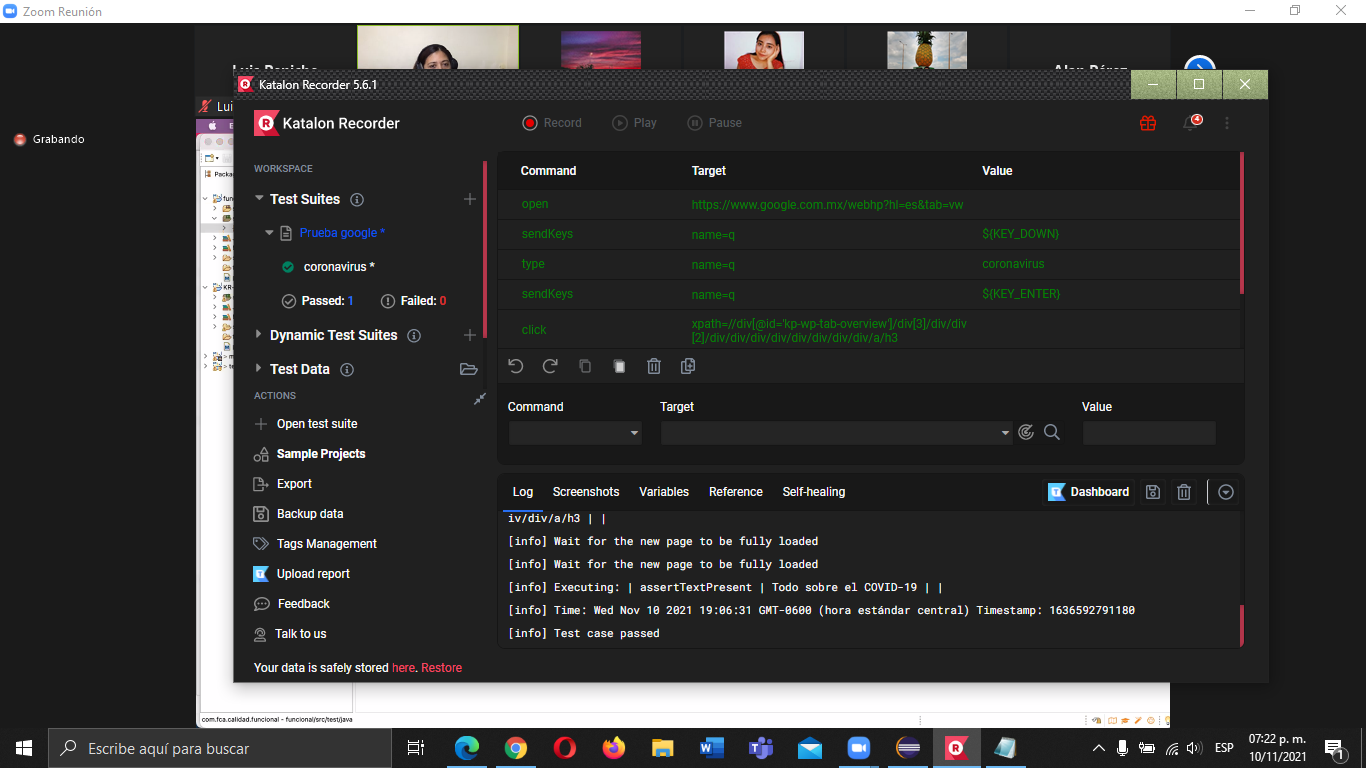 Zoom Reunión
Katalon Recorder 5.6.1
Lui
Grabando
Katalon Recorder
Record
Play
Pause
4
WORKSPACE
Test Suites
Prueba google *
coronavirus *
Passed: 1
Failed: 0
Dynamic Test Suites
Test Data
ACTIONS
Open test suite
Sample Projects
Export
Backup data
Tags Management
Upload report
Feedback
Talk to us
Your data is safely stored here. Restore
Command Target Value
open https://www.google.com.mx/webhp?hl=es&tab=vw
sendKeys name=q ${KEY_DOWN}
type name=q coronavirus
sendKeys name=q ${KEY_ENTER}
click xpath=//div[@id='kp-wp-tab-overview']/div[3]/div/div
[2]/div/div/div/div/div/div/div/div/a/h3
Command Target Value
Log Screenshots Variables Reference Self-healing
Dashboard
iv/div/a/h3 | |
[info] Wait for the new page to be fully loaded
[info] Wait for the new page to be fully loaded
[info] Executing: | assertTextPresent | Todo sobre el COVID-19 | |
[info] Time: Wed Nov 10 2021 19:06:31 GMT-0600 (hora estándar central) Timestamp: 1636592791180
[info] Test case passed
com.fca.calidad.funcional - funcional/src/test/java
Escribe aquí para buscar
ESP
07:22 p. m.
10/11/2021
1